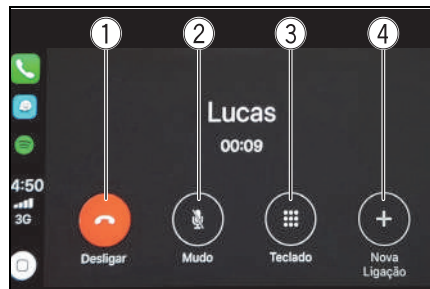 1 2 3 4
Lucas
00:09
4:50
3G
Desligar Mudo Teclado Nova
Ligação